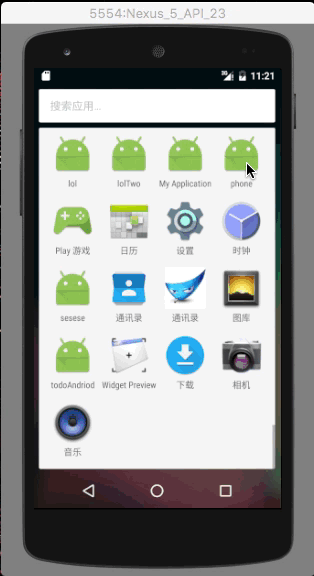 5554:Nexus_5_API_23
3G 11:21
搜索应用…
lol lolTwo My Application phone
Play 游戏 日历 设置 时钟
sesese 通讯录 通讯录 图库
todoAndriod Widget Preview 下载 相机
音乐